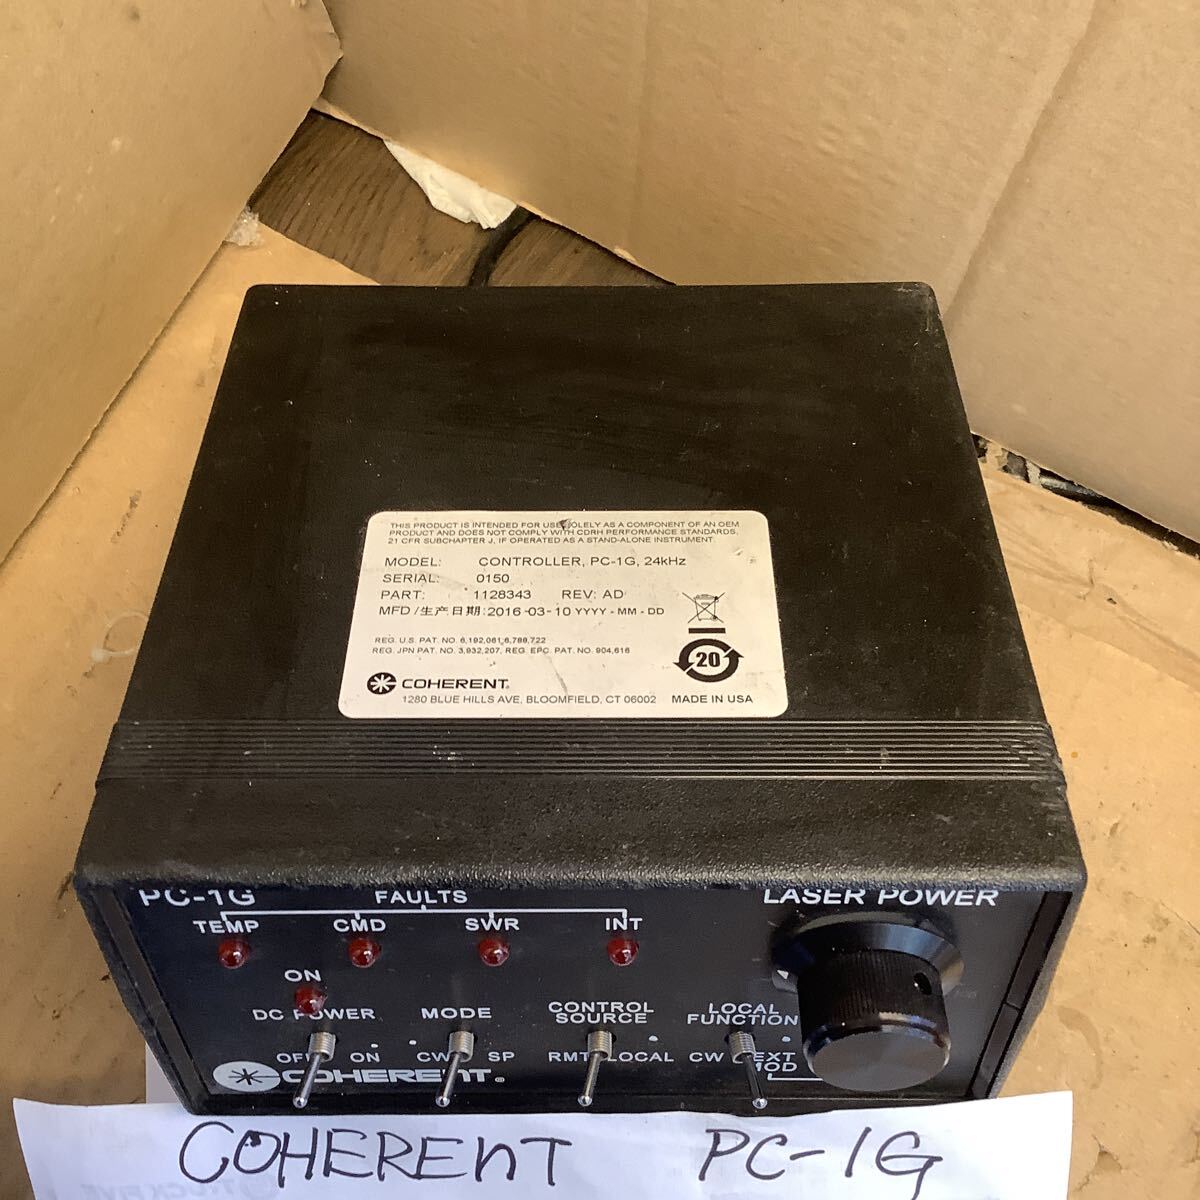 THIS PRODUCT IS INTENDED FOR USE SOLELY AS A COMPONENT OF AN OEM
PRODUCT AND DOES NOT COMPLY WITH CDRH PERFORMANCE STANDARDS,
21 CFR SUBCHAPTER J, IF OPERATED AS A STAND-ALONE INSTRUMENT.
MODEL: CONTROLLER, PC-1G, 24kHz
SERIAL: 0150
PART: 1128343 REV: AD
MFD /生产日期: 2016-03-10 YYYY - MM - DD
REG. U.S. PAT. NO. 6,192,061,6,788,722
REG. JPN PAT. NO. 3,932,207, REG. EPC. PAT. NO. 904,616
20
COHERENT.
1280 BLUE HILLS AVE, BLOOMFIELD, CT 06002 MADE IN USA
PC-1G FAULTS LASER POWER
TEMP CMD SWR INT
ON
DC POWER MODE CONTROL SOURCE LOCAL FUNCTION
OFF ON CW SP RMT LOCAL CW EXT MOD
COHERENT
COHERENT PC-1G